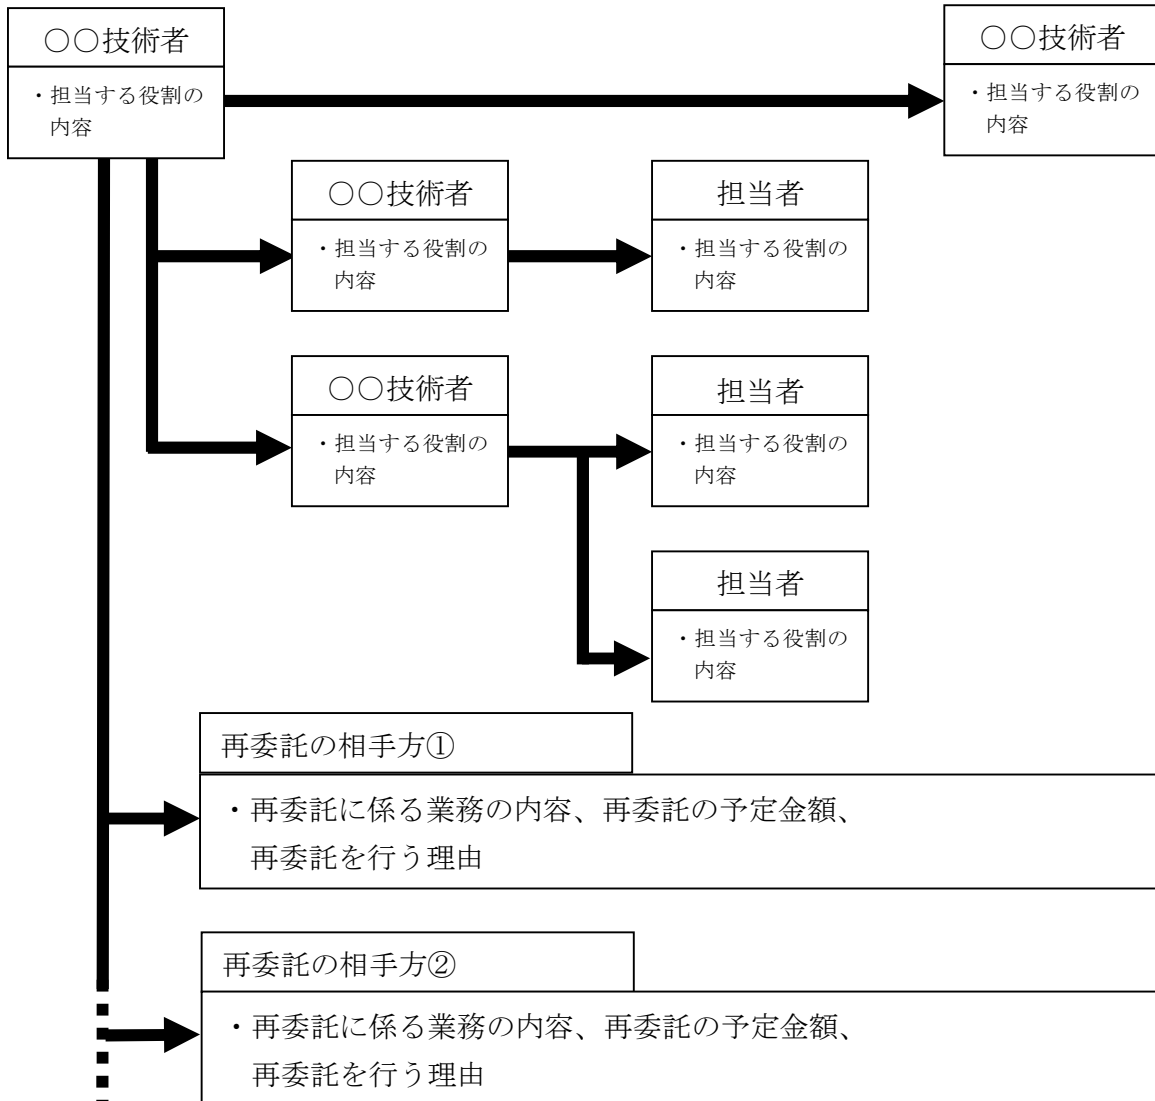 ○○技術者
・担当する役割の
内容
○○技術者
・担当する役割の
内容
○○技術者
・担当する役割の
内容
担当者
・担当する役割の
内容
○○技術者
・担当する役割の
内容
担当者
・担当する役割の
内容
担当者
・担当する役割の
内容
再委託の相手方①
・再委託に係る業務の内容、再委託の予定金額、
再委託を行う理由
再委託の相手方②
・再委託に係る業務の内容、再委託の予定金額、
再委託を行う理由